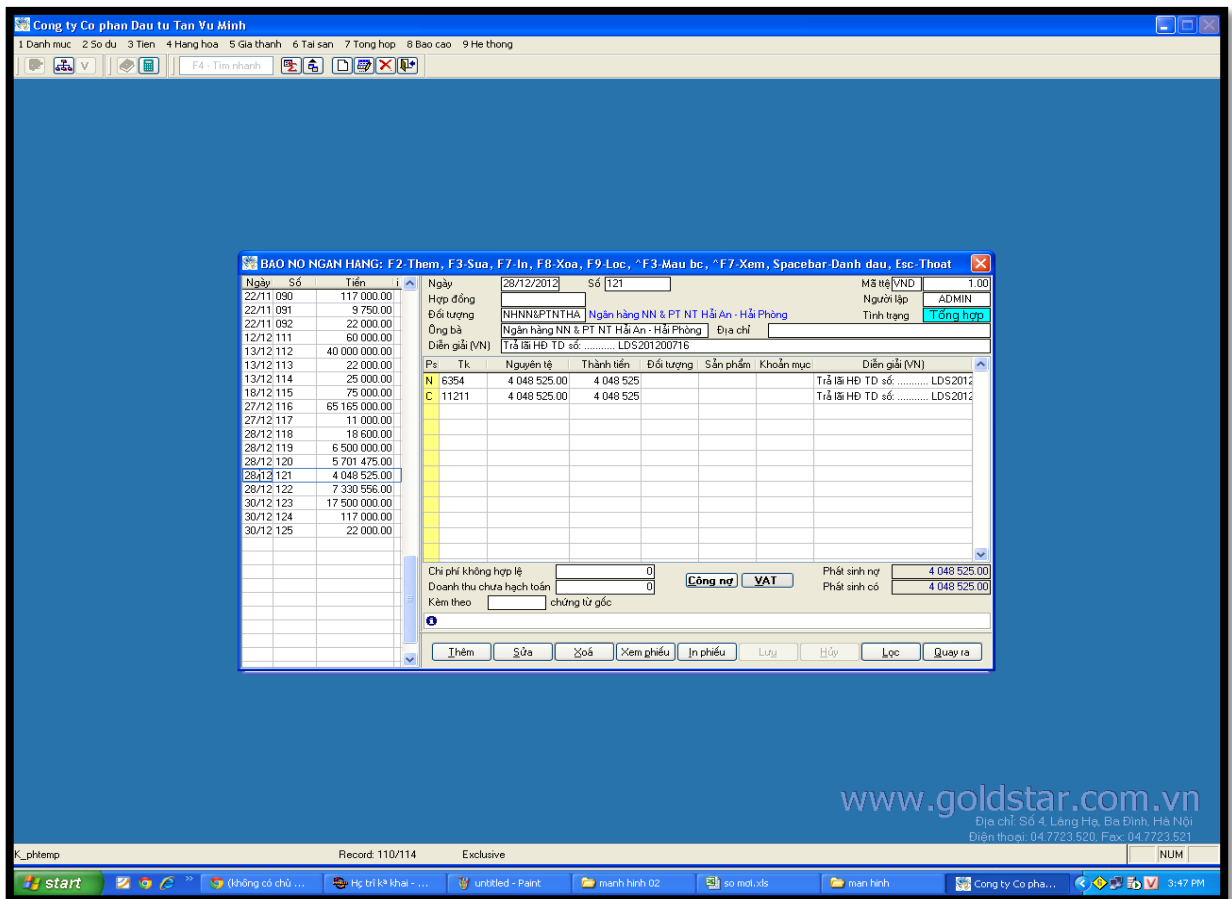 Cong ty Co phan Dau tu Tan Vu Minh
1 Danh muc 2 So du 3 Tien 4 Hang hoa 5 Gia thanh 6 Tai san 7 Tong hop 8 Bao cao 9 He thong
V F4 - Tim nhanh
BAO NO NGAN HANG: F2-Them, F3-Sua, F7-In, F8-Xoa, F9-Loc, ^F3-Mau bc, ^F7-Xem, Spacebar-Danh dau, Esc-Thoat
Ngày Số Tiền i
22/11 090 117 000.00
22/11 091 9 750.00
22/11 092 22 000.00
12/12 111 60 000.00
13/12 112 40 000 000.00
13/12 113 22 000.00
13/12 114 25 000.00
18/12 115 75 000.00
27/12 116 65 165 000.00
27/12 117 11 000.00
28/12 118 18 600.00
28/12 119 6 500 000.00
28/12 120 5 701 475.00
28/12 121 4 048 525.00
28/12 122 7 330 556.00
30/12 123 17 500 000.00
30/12 124 117 000.00
30/12 125 22 000.00
Ngày 28/12/2012 Số 121 Mã ttệ VND 1.00
Hợp đồng Người lập ADMIN
Đối tượng NHNN&PTNTHA Ngân hàng NN & PT NT Hải An - Hải Phòng Tình trạng Tổng hợp
Ông bà Ngân hàng NN & PT NT Hải An - Hải Phòng Địa chỉ
Diễn giải (VN) Trả lãi HĐ TD số: ........... LDS201200716
Ps Tk Nguyên tệ Thành tiền Đối tượng Sản phẩm Khoản mục Diễn giải (VN)
N 6354 4 048 525.00 4 048 525 Trả lãi HĐ TD số: ........... LDS2012
C 11211 4 048 525.00 4 048 525 Trả lãi HĐ TD số: ........... LDS2012
Chi phí không hợp lệ 0 Công nợ VAT Phát sinh nợ 4 048 525.00
Doanh thu chưa hạch toán 0 Phát sinh có 4 048 525.00
Kèm theo chứng từ gốc
Thêm Sửa Xoá Xem phiếu In phiếu Lưu Hủy Lọc Quay ra
www.goldstar.com.vn
Địa chỉ: Số 4, Láng Hạ, Ba Đình, Hà Nội
Điện thoại: 04.7723.520, Fax: 04.7723.521
K_phtemp Record: 110/114 Exclusive NUM
start (không có chủ ... Hç trî kª khai - ... untitled - Paint manh hinh 02 so moi.xls man hinh Cong ty Co pha... V 3:47 PM